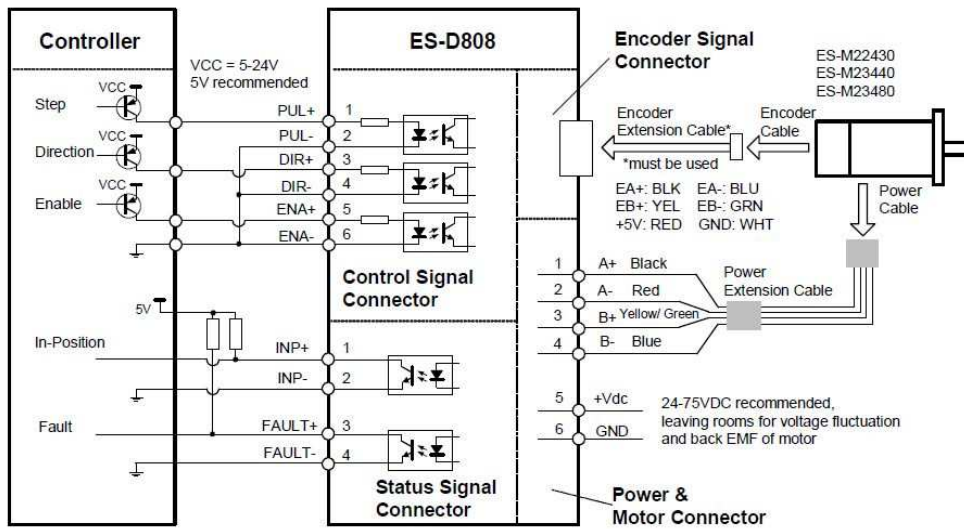 Controller
ES-D808
Encoder Signal
Connector
ES-M22430
ES-M23440
ES-M23480
VCC = 5-24V
5V recommended
VCC
Step
PUL+ 1
PUL- 2
VCC
Direction
DIR+ 3
DIR- 4
VCC
Enable
ENA+ 5
ENA- 6
Control Signal
Connector
Encoder
Extension Cable*
*must be used
Encoder
Cable
EA+: BLK EA-: BLU
EB+: YEL EB-: GRN
+5V: RED GND: WHT
Power
Cable
1 A+ Black
2 A- Red
3 B+ Yellow/ Green
4 B- Blue
Power
Extension Cable
5V
In-Position
INP+ 1
INP- 2
Fault
FAULT+ 3
FAULT- 4
Status Signal
Connector
5 +Vdc
6 GND
24-75VDC recommended,
leaving rooms for voltage fluctuation
and back EMF of motor
Power &
Motor Connector